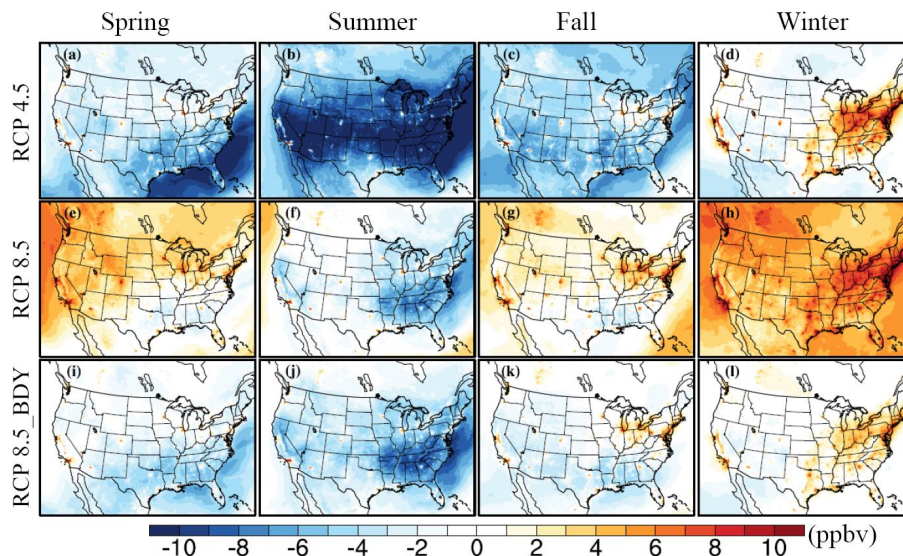 Spring Summer Fall Winter
RCP 4.5
(a) (b) (c) (d)
RCP 8.5
(e) (f) (g) (h)
RCP 8.5_BDY
(i) (j) (k) (l)
-10 -8 -6 -4 -2 0 2 4 6 8 10 (ppbv)